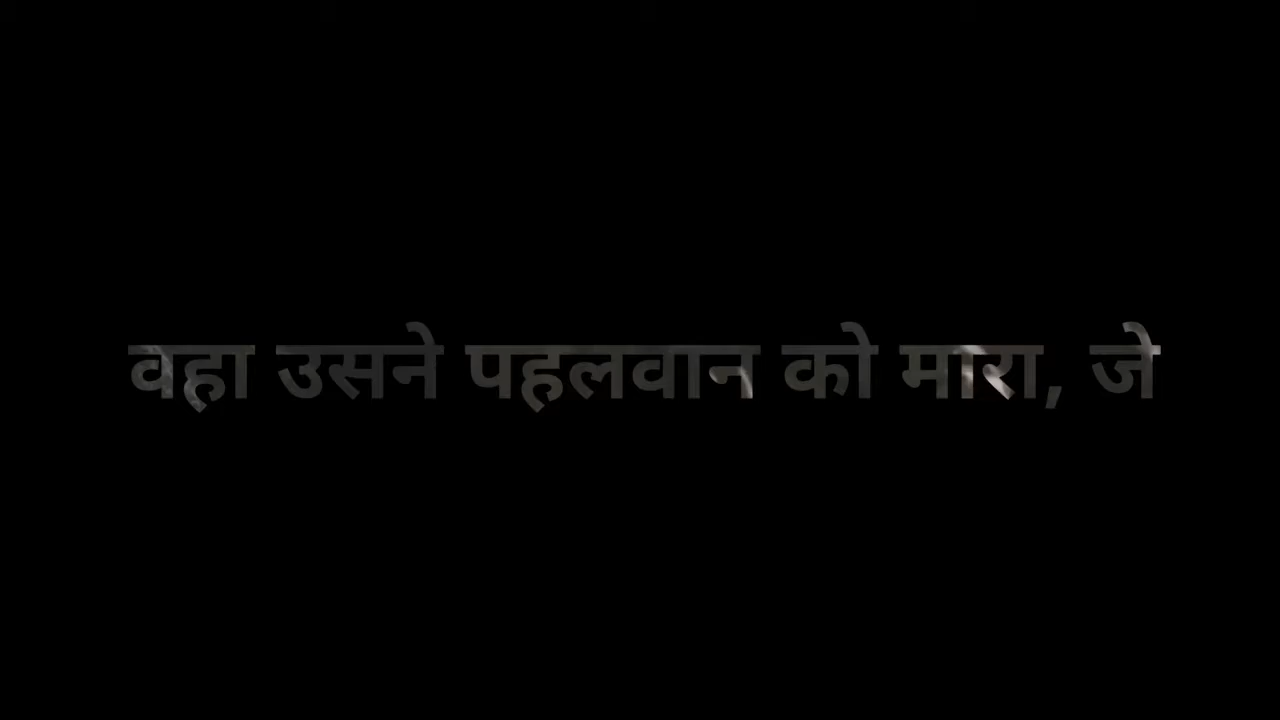 वहा उसने पहलवान को मारा, जे